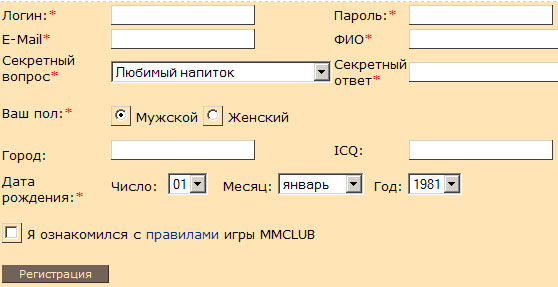 Логин:* Пароль:*
E-Mail* ФИО*
Секретный вопрос* Любимый напиток Секретный ответ*
Ваш пол:* Мужской Женский
Город: ICQ:
Дата рождения:* Число: 01 Месяц: январь Год: 1981
Я ознакомился с правилами игры MMCLUB
Регистрация